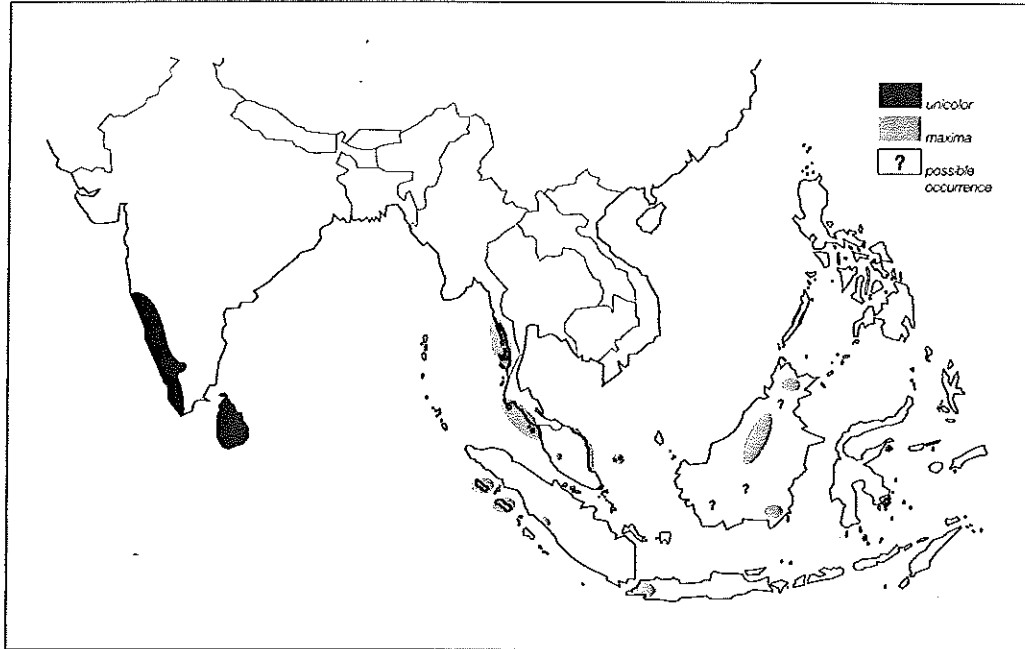 unicolor
maxima
? possible
occurrence
?
?
?
?